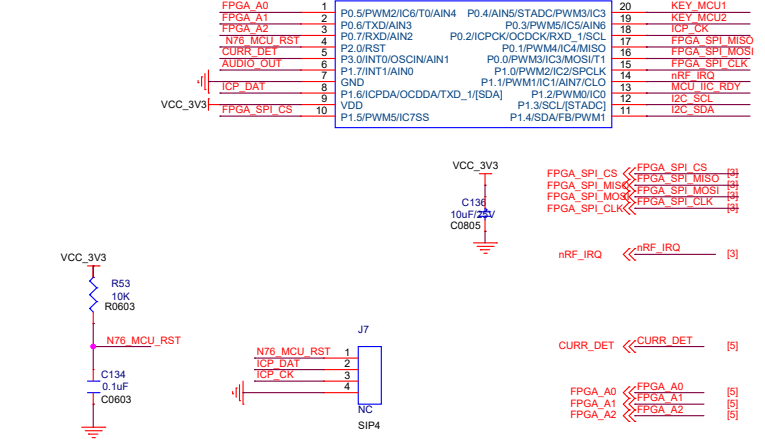 FPGA_A0 1 P0.5/PWM2/IC6/T0/AIN4 P0.4/AIN5/STADC/PWM3/IC3 20 KEY_MCU1
FPGA_A1 2 P0.6/TXD/AIN3 P0.3/PWM5/IC5/AIN6 19 KEY_MCU2
FPGA_A2 3 P0.7/RXD/AIN2 P0.2/ICPCK/OCDCK/RXD_1/SCL 18 ICP_CK
N76_MCU_RST 4 P2.0/RST P0.1/PWM4/IC4/MISO 17 FPGA_SPI_MISO
CURR_DET 5 P3.0/INT0/OSCIN/AIN1 P0.0/PWM3/IC3/MOSI/T1 16 FPGA_SPI_MOSI
AUDIO_OUT 6 P1.7/INT1/AIN0 P1.0/PWM2/IC2/SPCLK 15 FPGA_SPI_CLK
7 GND P1.1/PWM1/IC1/AIN7/CLO 14 nRF_IRQ
ICP_DAT 8 P1.6/ICPDA/OCDDA/TXD_1/[SDA] P1.2/PWM0/IC0 13 MCU_IIC_RDY
VCC_3V3 9 VDD P1.3/SCL/[STADC] 12 I2C_SCL
FPGA_SPI_CS 10 P1.5/PWM5/IC7SS P1.4/SDA/FB/PWM1 11 I2C_SDA
VCC_3V3
C136
10uF/25V
C0805
FPGA_SPI_CS FPGA_SPI_CS [3]
FPGA_SPI_MISO FPGA_SPI_MISO [3]
FPGA_SPI_MOSI FPGA_SPI_MOSI [3]
FPGA_SPI_CLK FPGA_SPI_CLK [3]
nRF_IRQ nRF_IRQ [3]
VCC_3V3
R53
10K
R0603
N76_MCU_RST
C134
0.1uF
C0603
J7
N76_MCU_RST 1
ICP_DAT 2
ICP_CK 3
4
NC
SIP4
CURR_DET CURR_DET [5]
FPGA_A0 FPGA_A0 [5]
FPGA_A1 FPGA_A1 [5]
FPGA_A2 FPGA_A2 [5]